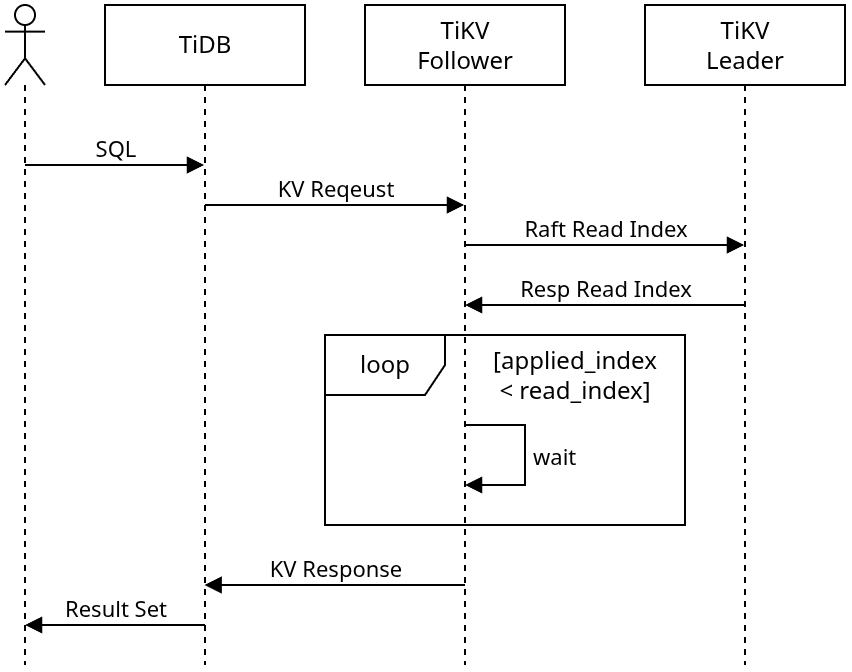 TiDB
TiKV
Follower
TiKV
Leader
SQL
KV Reqeust
Raft Read Index
Resp Read Index
loop
[applied_index
< read_index]
wait
KV Response
Result Set